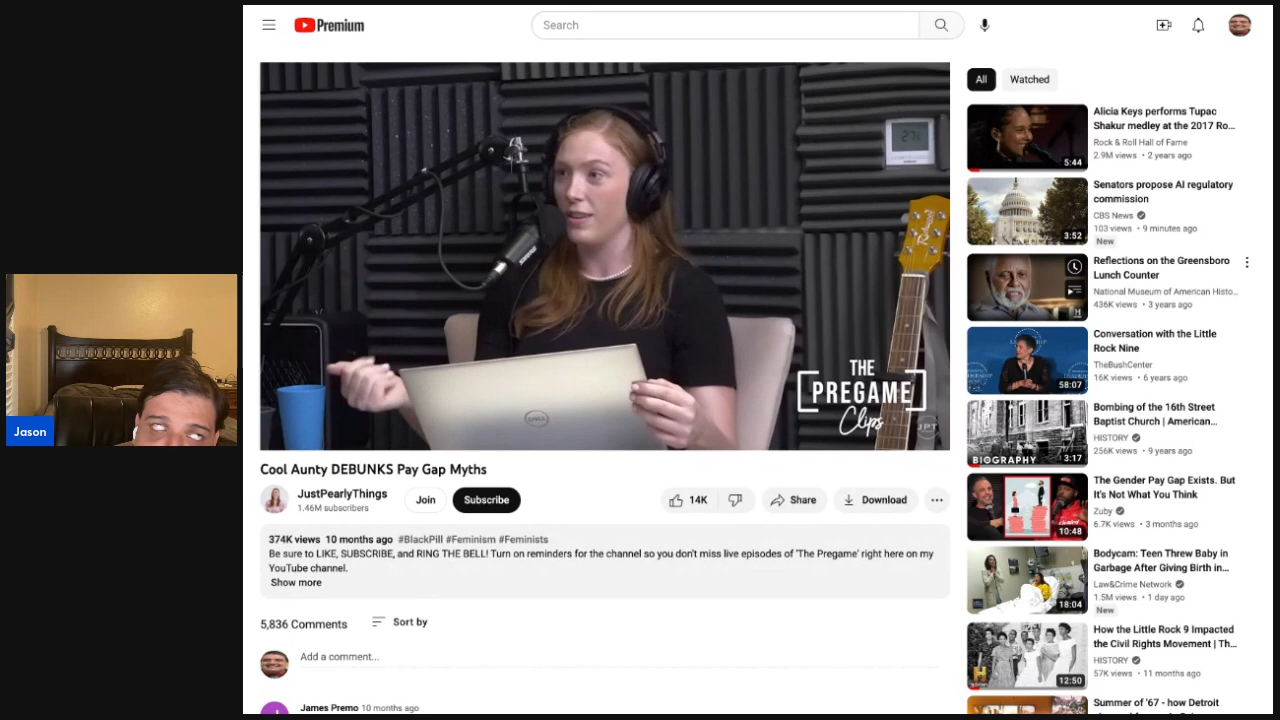 Premium
Search
27°
THE
PREGAME
Clips
JPT
DELL
Jason
Cool Aunty DEBUNKS Pay Gap Myths
JustPearlyThings
1.46M subscribers
Join
Subscribe
14K
Share
Download
374K views 10 months ago #BlackPill #Feminism #Feminists
Be sure to LIKE, SUBSCRIBE, and RING THE BELL! Turn on reminders for the channel so you don't miss live episodes of 'The Pregame' right here on my
YouTube channel.
Show more
5,836 Comments
Sort by
Add a comment...
James Premo 10 months ago
All
Watched
5:44
Alicia Keys performs Tupac
Shakur medley at the 2017 Ro...
Rock & Roll Hall of Fame
2.9M views • 2 years ago
3:52
Senators propose AI regulatory
commission
CBS News
103 views • 9 minutes ago
New
Reflections on the Greensboro
Lunch Counter
National Museum of American Histo...
436K views • 3 years ago
58:07
Conversation with the Little
Rock Nine
TheBushCenter
16K views • 6 years ago
BIOGRAPHY
3:17
Bombing of the 16th Street
Baptist Church | American...
HISTORY
256K views • 9 years ago
10:48
The Gender Pay Gap Exists. But
It's Not What You Think
Zuby
6.7K views • 3 months ago
18:04
Bodycam: Teen Threw Baby in
Garbage After Giving Birth in...
Law&Crime Network
1.5M views • 1 day ago
New
H
12:50
How the Little Rock 9 Impacted
the Civil Rights Movement | Th...
HISTORY
57K views • 11 months ago
Summer of '67 - how Detroit